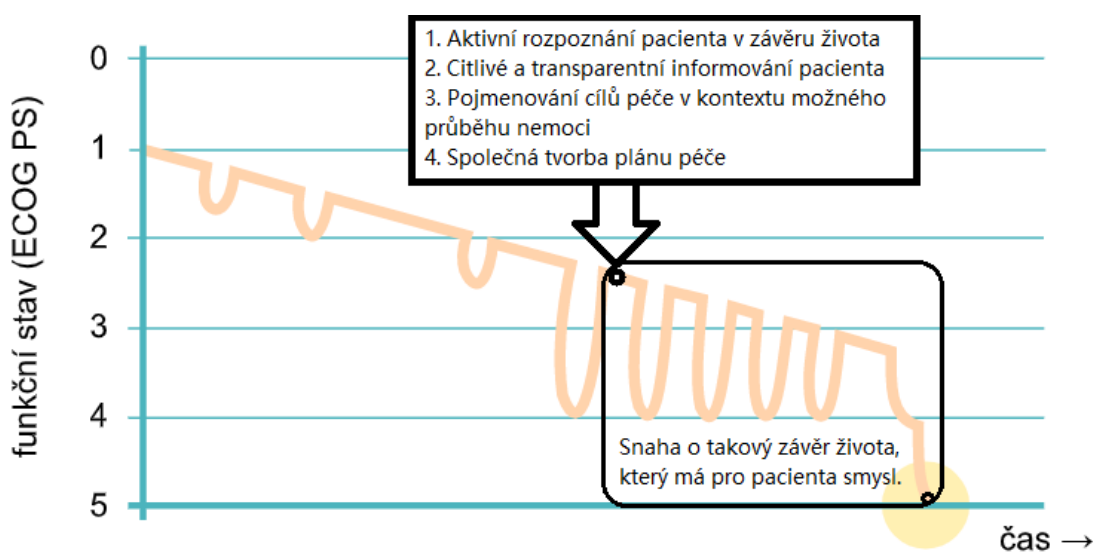 1. Aktivní rozpoznání pacienta v závěru života
2. Citlivé a transparentní informování pacienta
3. Pojmenování cílů péče v kontextu možného
průběhu nemoci
4. Společná tvorba plánu péče
funkční stav (ECOG PS)
0
1
2
3
4
5
Snaha o takový závěr života,
který má pro pacienta smysl.
čas →